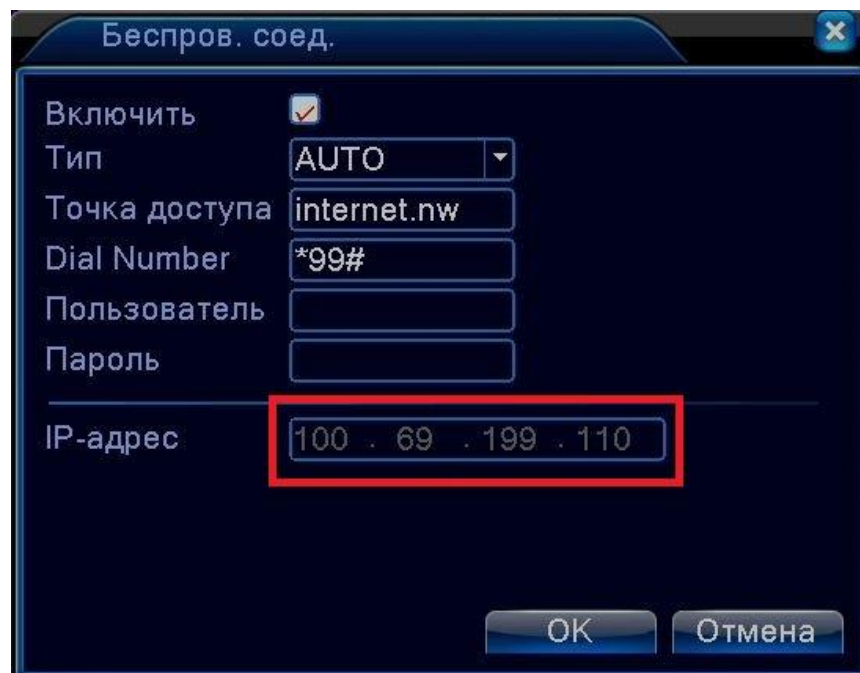 Беспров. соед.
Включить
Тип AUTO
Точка доступа internet.nw
Dial Number *99#
Пользователь
Пароль
IP-адрес 100 . 69 . 199 . 110
OK Отмена